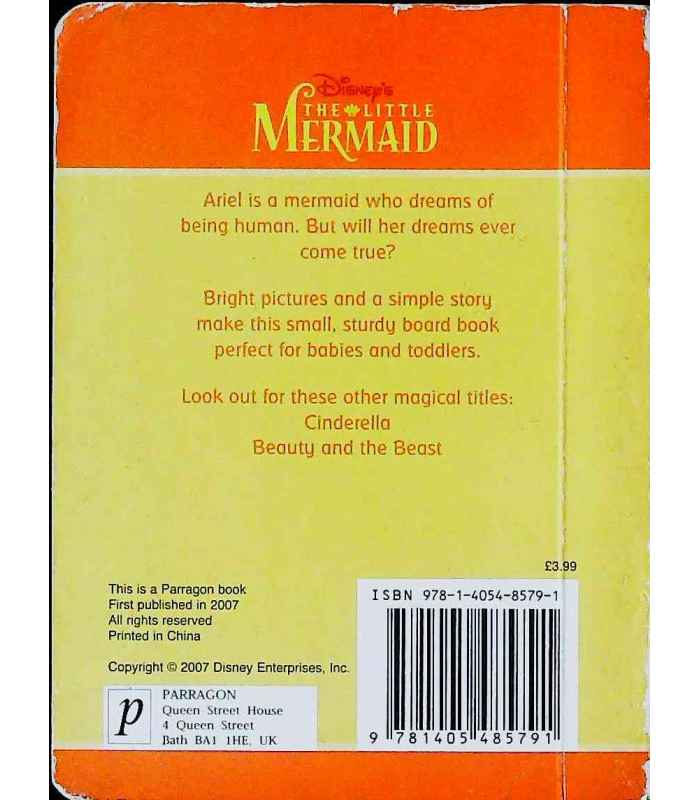 Disney's
THE LITTLE
MERMAID
Ariel is a mermaid who dreams of
being human. But will her dreams ever
come true?
Bright pictures and a simple story
make this small, sturdy board book
perfect for babies and toddlers.
Look out for these other magical titles:
Cinderella
Beauty and the Beast
£3.99
This is a Parragon book
First published in 2007
All rights reserved
Printed in China
Copyright © 2007 Disney Enterprises, Inc.
p
PARRAGON
Queen Street House
4 Queen Street
Bath BA1 1HE, UK
ISBN 978-1-4054-8579-1
9 781405 485791